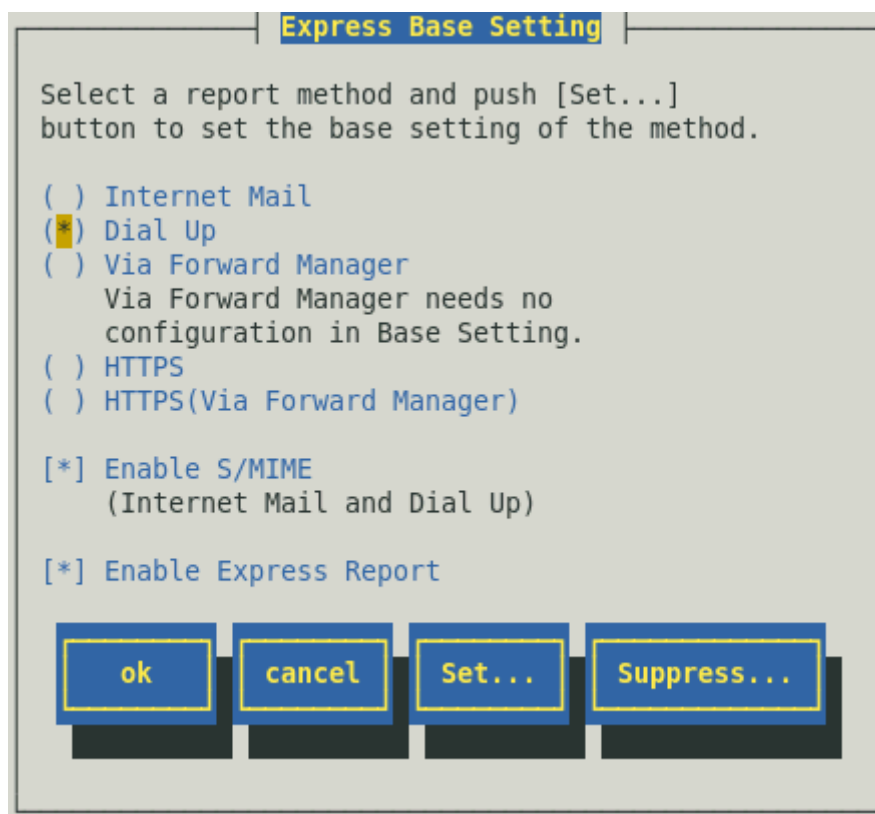 Express Base Setting
Select a report method and push [Set...]
button to set the base setting of the method.
( ) Internet Mail
(*) Dial Up
( ) Via Forward Manager
Via Forward Manager needs no
configuration in Base Setting.
( ) HTTPS
( ) HTTPS(Via Forward Manager)
[*] Enable S/MIME
(Internet Mail and Dial Up)
[*] Enable Express Report
ok cancel Set... Suppress...